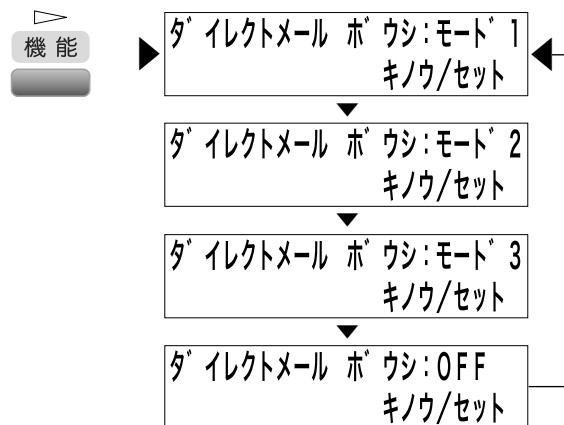 機能
ダイレクトメール ボウシ:モード1
キノウ/セット
ダイレクトメール ボウシ:モード2
キノウ/セット
ダイレクトメール ボウシ:モード3
キノウ/セット
ダイレクトメール ボウシ:OFF
キノウ/セット